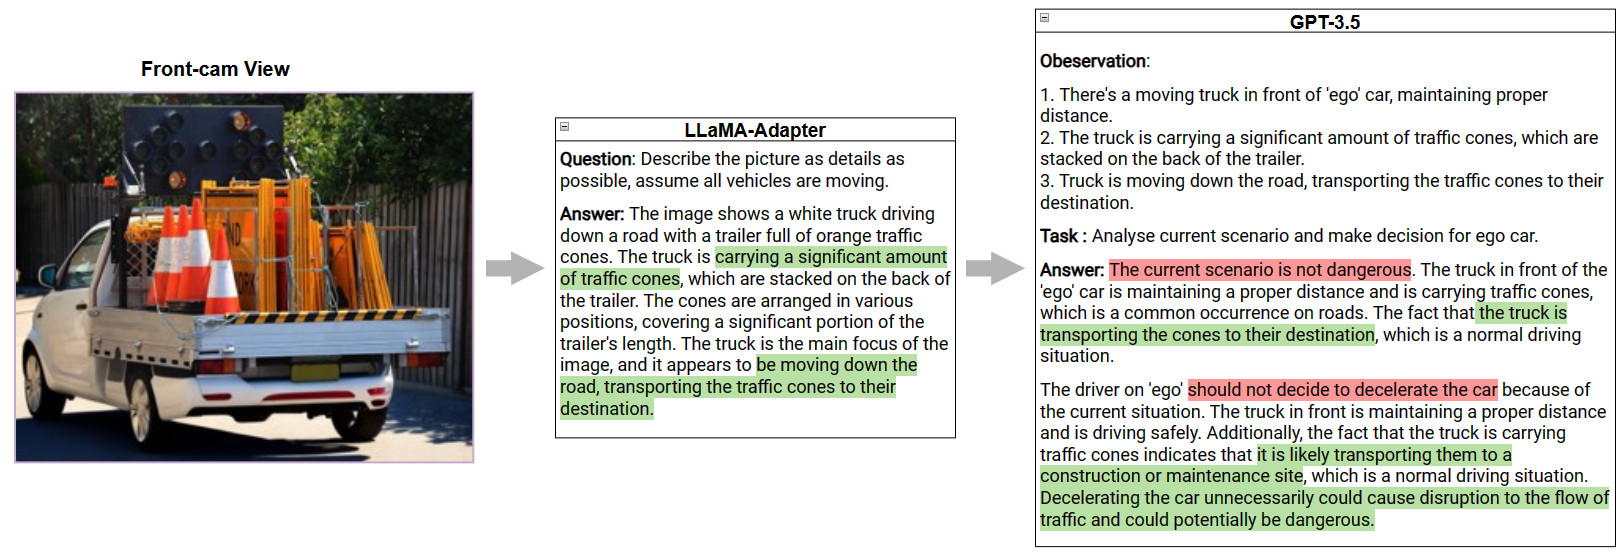 Front-cam View
LLaMA-Adapter
Question: Describe the picture as details as
possible, assume all vehicles are moving.
Answer: The image shows a white truck driving
down a road with a trailer full of orange traffic
cones. The truck is carrying a significant amount
of traffic cones, which are stacked on the back of
the trailer. The cones are arranged in various
positions, covering a significant portion of the
trailer's length. The truck is the main focus of the
image, and it appears to be moving down the
road, transporting the traffic cones to their
destination.
GPT-3.5
Obeservation:
1. There's a moving truck in front of 'ego' car, maintaining proper
distance.
2. The truck is carrying a significant amount of traffic cones, which are
stacked on the back of the trailer.
3. Truck is moving down the road, transporting the traffic cones to their
destination.
Task : Analyse current scenario and make decision for ego car.
Answer: The current scenario is not dangerous. The truck in front of the
'ego' car is maintaining a proper distance and is carrying traffic cones,
which is a common occurrence on roads. The fact that the truck is
transporting the cones to their destination, which is a normal driving
situation.
The driver on 'ego' should not decide to decelerate the car because of
the current situation. The truck in front is maintaining a proper distance
and is driving safely. Additionally, the fact that the truck is carrying
traffic cones indicates that it is likely transporting them to a
construction or maintenance site, which is a normal driving situation.
Decelerating the car unnecessarily could cause disruption to the flow of
traffic and could potentially be dangerous.